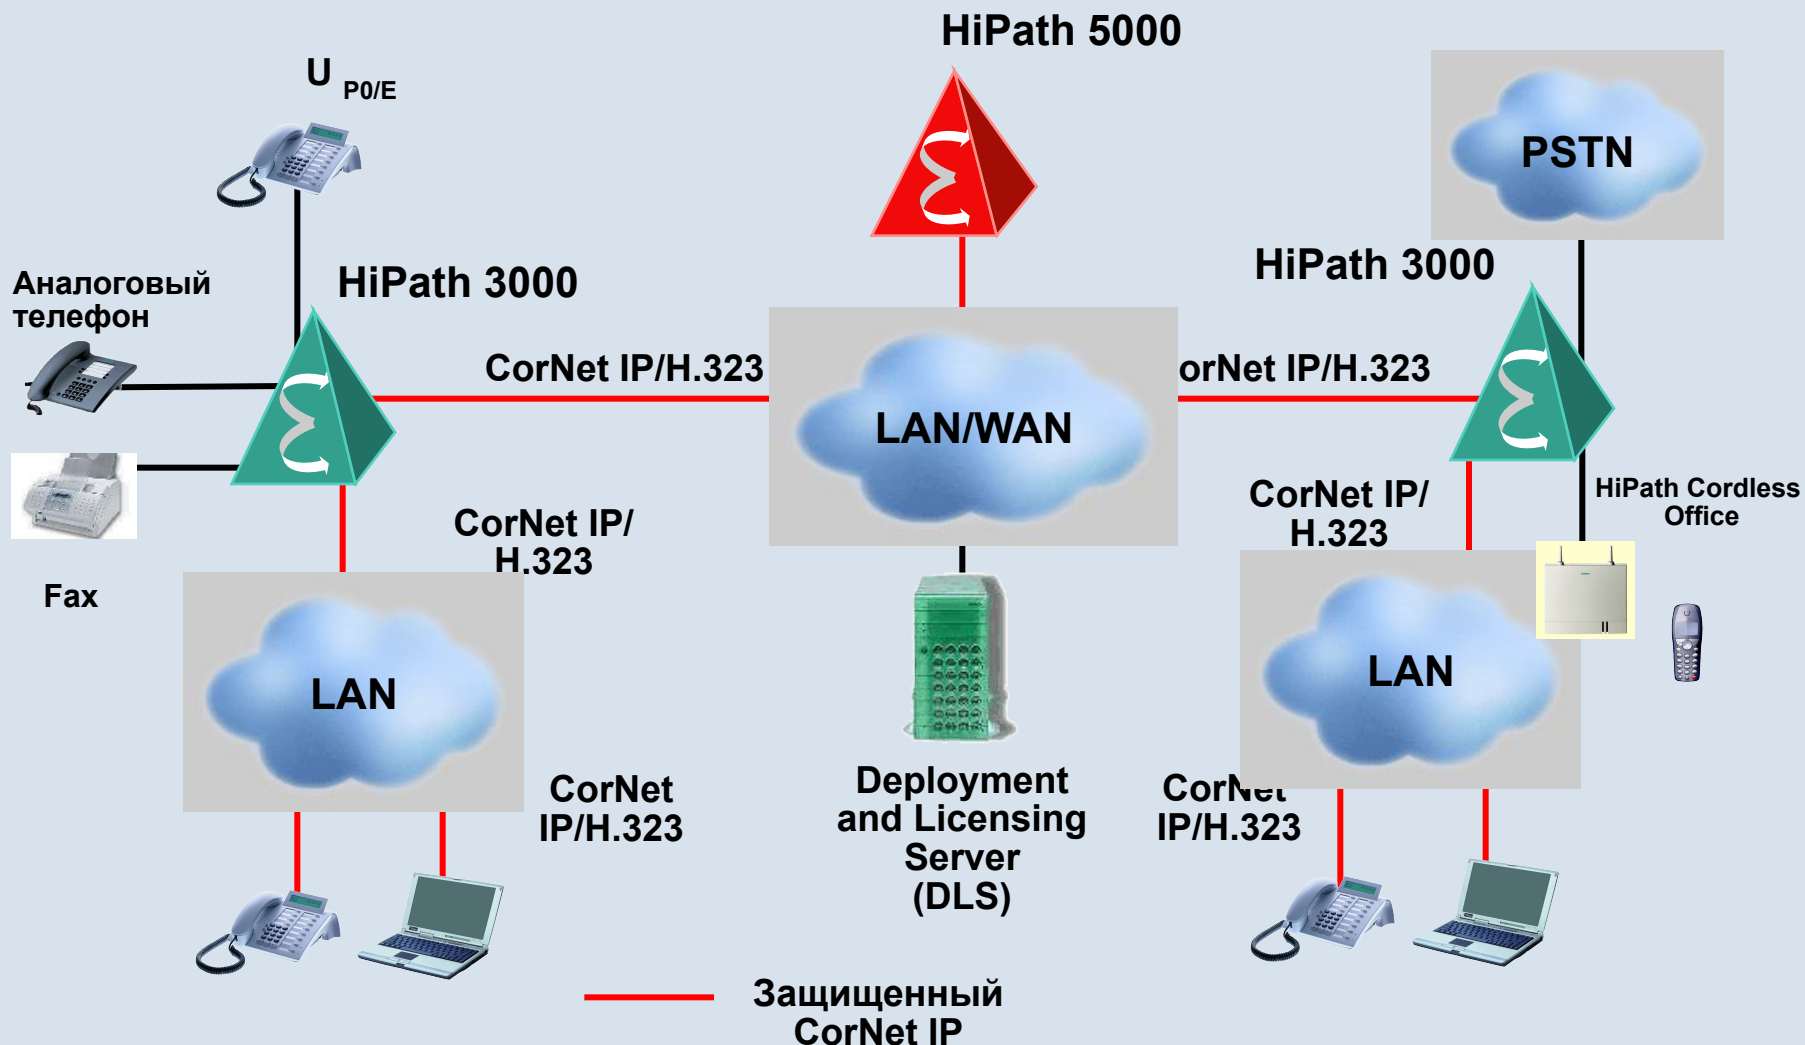 HiPath 5000
U P0/E
PSTN
HiPath 3000
HiPath 3000
Аналоговый
телефон
CorNet IP/H.323
orNet IP/H.323
LAN/WAN
CorNet IP/
H.323
CorNet IP/
H.323
HiPath Cordless
Office
Fax
LAN
LAN
CorNet
IP/H.323
Deployment
and Licensing
Server
(DLS)
CorNet
IP/H.323
Защищенный
CorNet IP